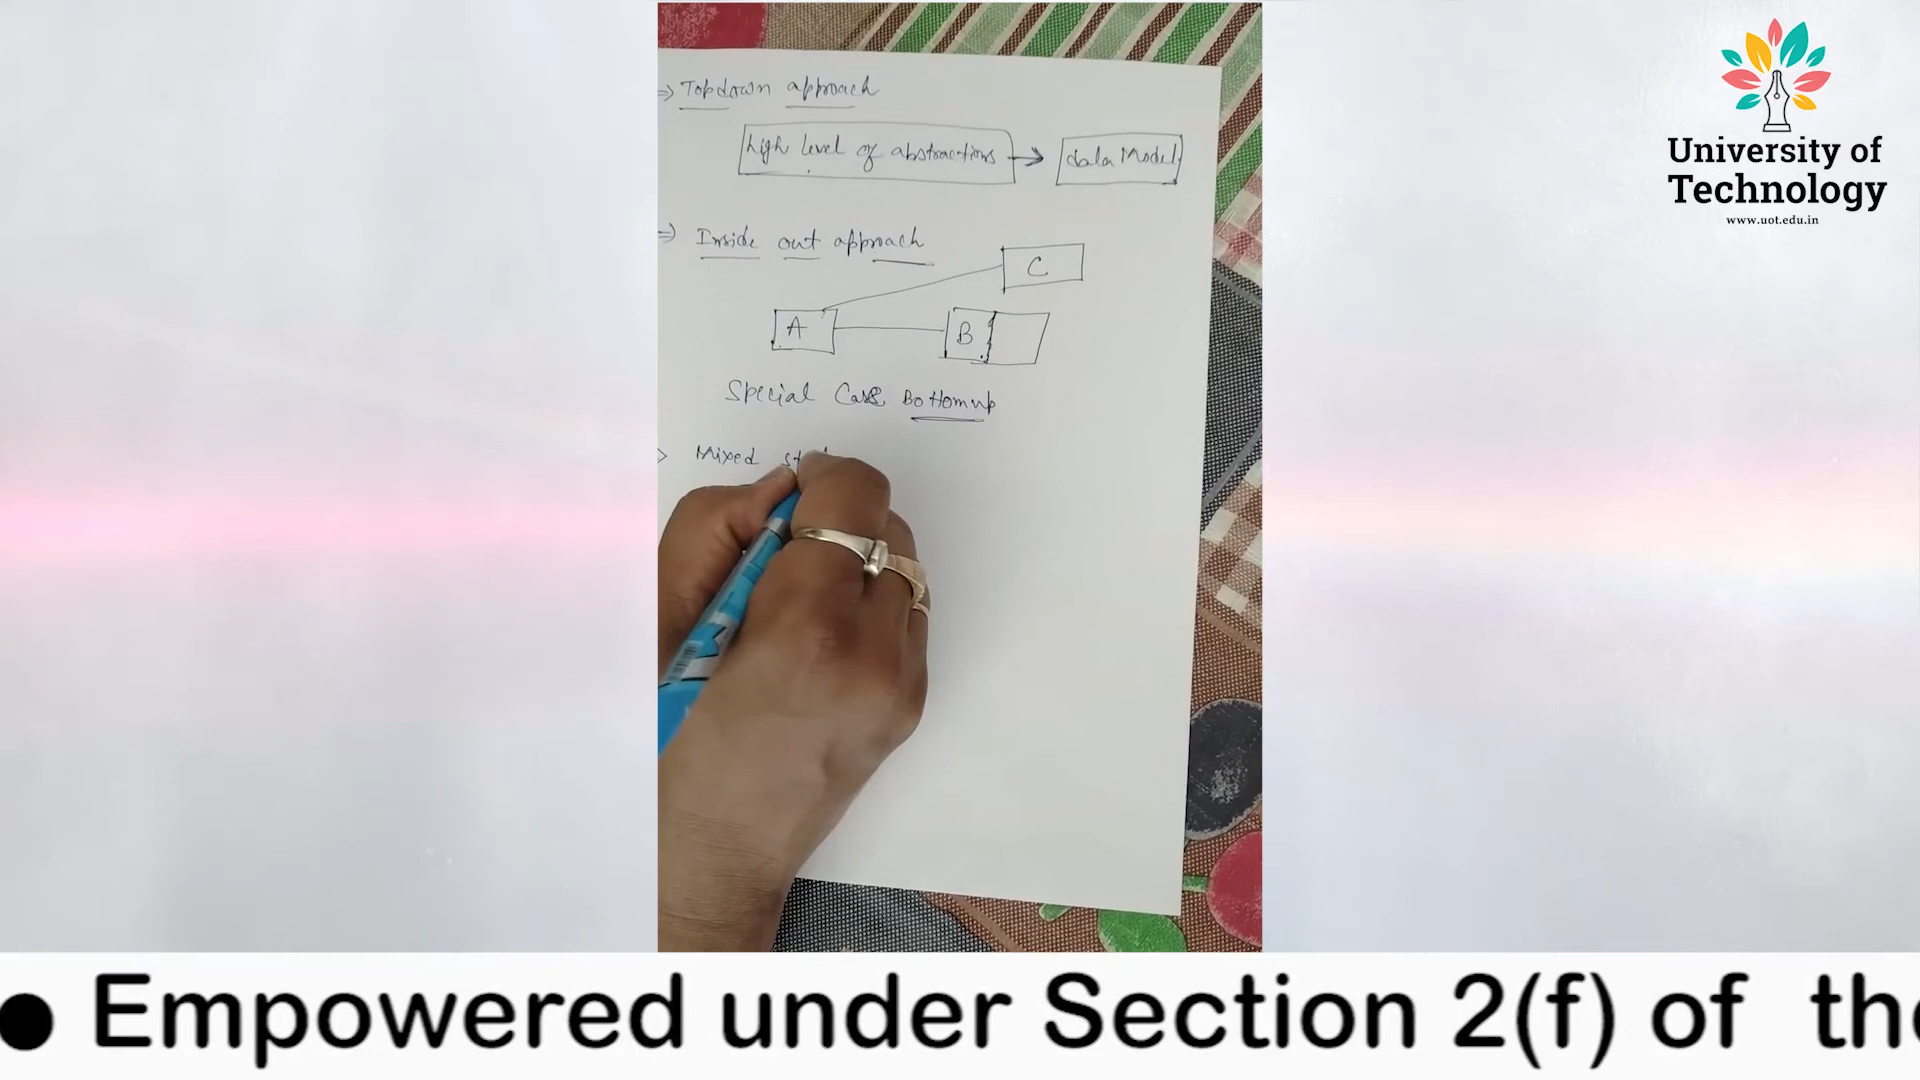 ⇒ Topdown approach
high level of abstractions → data Model
⇒ Inside out approach
C
A
B
Special Case Bottomup
Mixed
University of
Technology
www.uot.edu.in
• Empowered under Section 2(f) of the